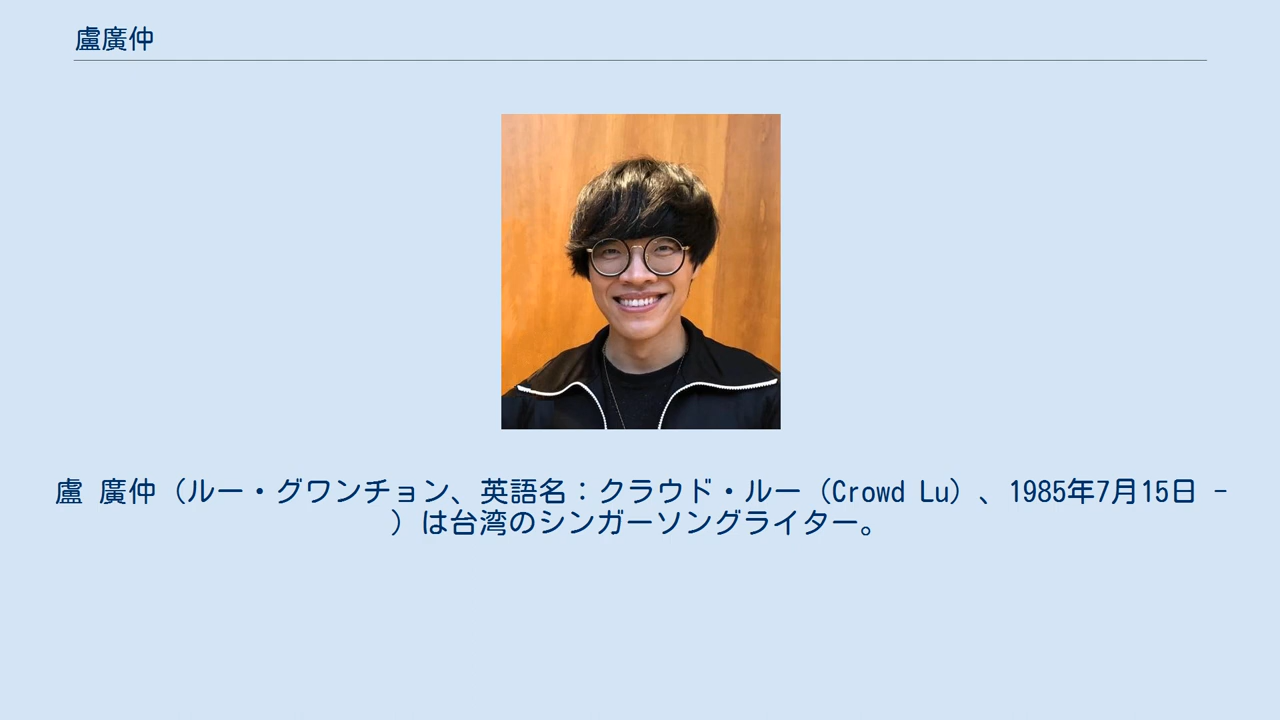 盧廣仲
盧 廣仲（ルー・グワンチョン、英語名：クラウド・ルー（Crowd Lu）、1985年7月15日 -
）は台湾のシンガーソングライター。